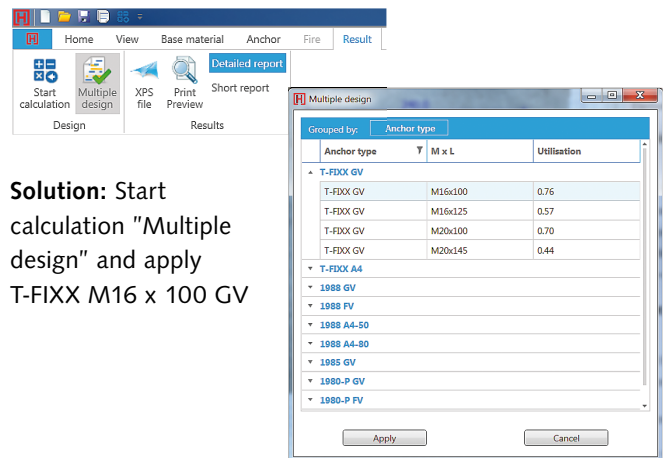 H
H Home View Base material Anchor Fire Result
Start calculation
Multiple design
XPS file
Print Preview
Detailed report
Short report
Design Results
Solution: Start
calculation "Multiple
design" and apply
T-FIXX M16 x 100 GV
H Multiple design
Grouped by: Anchor type
Anchor type M x L Utilisation
T-FIXX GV
T-FIXX GV M16x100 0.76
T-FIXX GV M16x125 0.57
T-FIXX GV M20x100 0.70
T-FIXX GV M20x145 0.44
T-FIXX A4
1988 GV
1988 FV
1988 A4-50
1988 A4-80
1985 GV
1980-P GV
1980-P FV
Apply Cancel